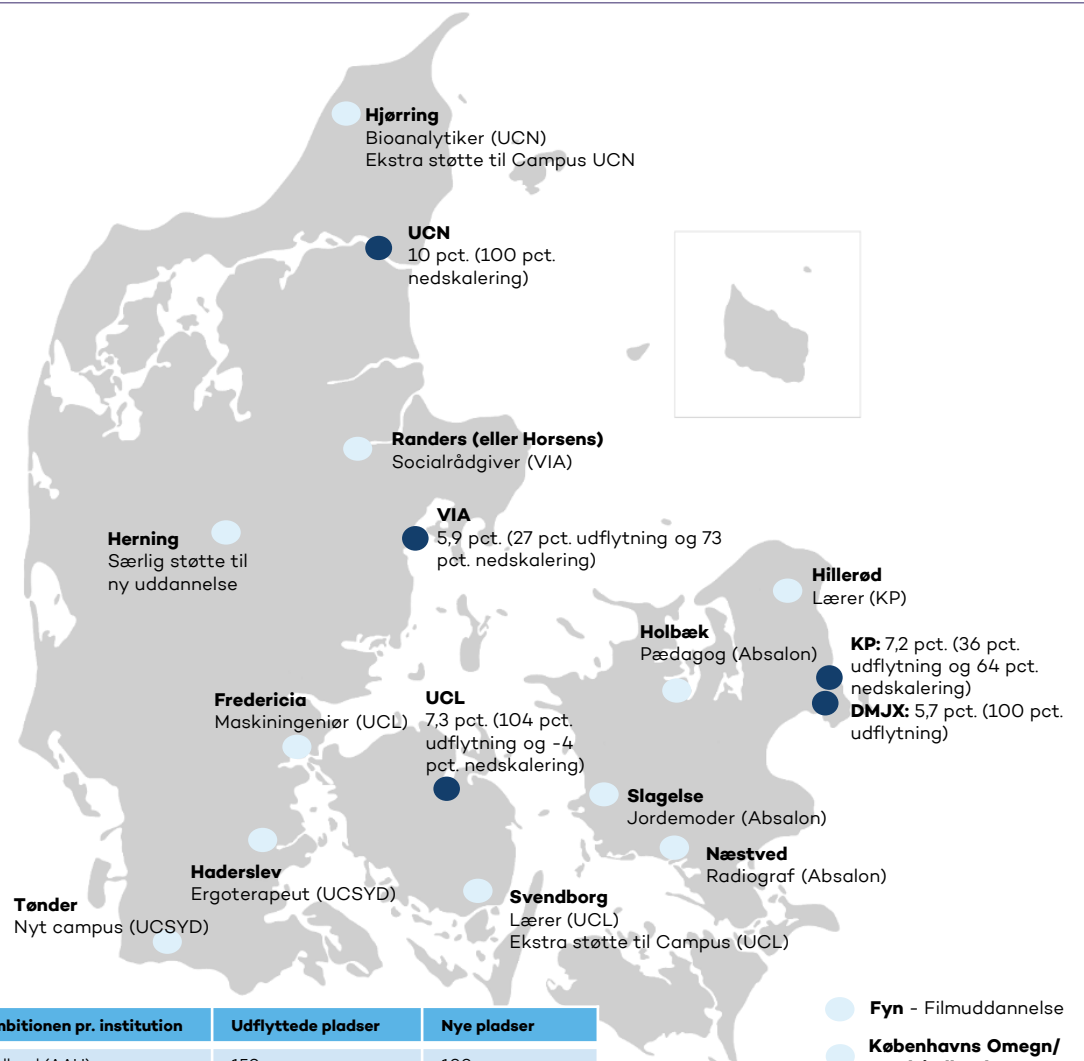 Hjørring
Bioanalytiker (UCN)
Ekstra støtte til Campus UCN
UCN
10 pct. (100 pct.
nedskalering)
Randers (eller Horsens)
Socialrådgiver (VIA)
VIA
5,9 pct. (27 pct. udflytning og 73
pct. nedskalering)
Herning
Særlig støtte til
ny uddannelse
Hillerød
Lærer (KP)
Holbæk
Pædagog (Absalon)
KP: 7,2 pct. (36 pct.
udflytning og 64 pct.
nedskalering)
DMJX: 5,7 pct. (100 pct.
udflytning)
Fredericia
Maskiningeniør (UCL)
UCL
7,3 pct. (104 pct.
udflytning og -4
pct. nedskalering)
Slagelse
Jordemoder (Absalon)
Næstved
Radiograf (Absalon)
Haderslev
Ergoterapeut (UCSYD)
Svendborg
Lærer (UCL)
Ekstra støtte til Campus (UCL)
Tønder
Nyt campus (UCSYD)
Fyn - Filmuddannelse
Københavns Omegn/
pr. institution Udflyttede pladser Nye pladser